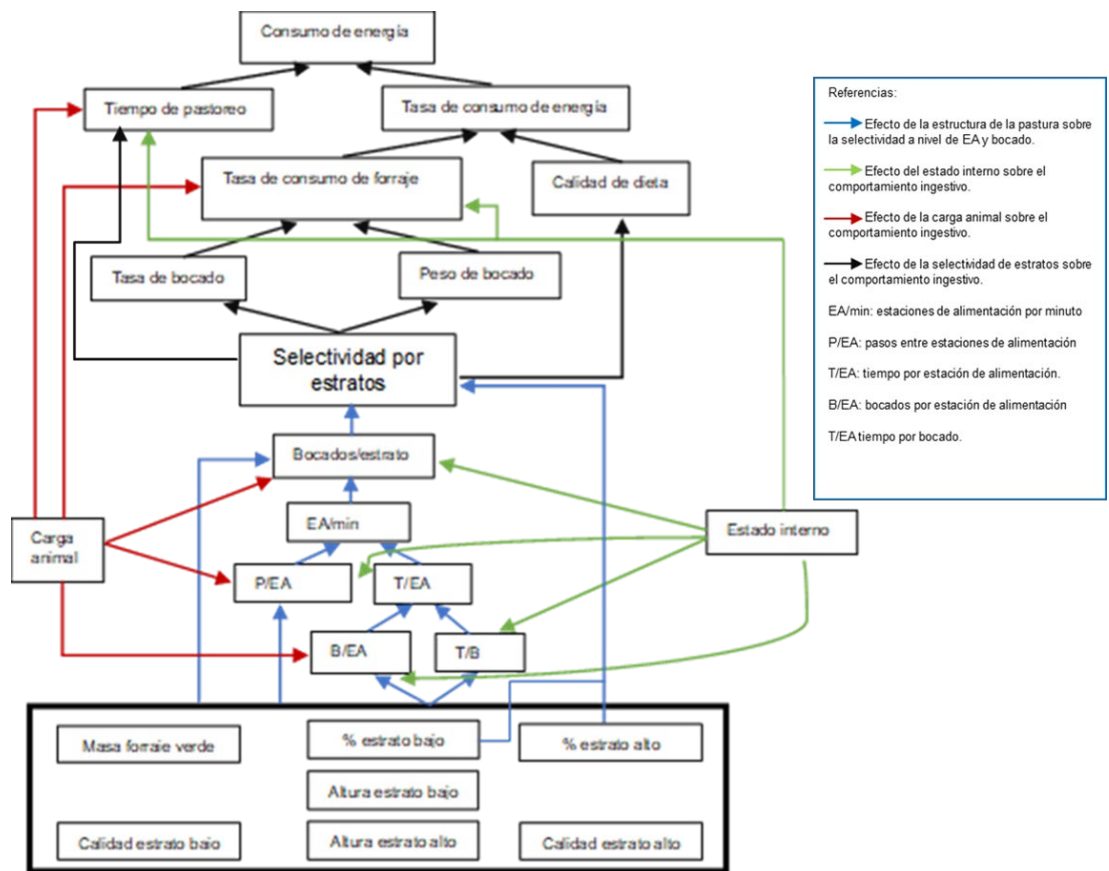 Consumo de energía
Tiempo de pastoreo
Tasa de consumo de energía
Tasa de consumo de forraje
Calidad de dieta
Tasa de bocado
Peso de bocado
Selectividad por
estratos
Bocados/estrato
EA/min
Carga
animal
Estado interno
P/EA
T/EA
B/EA
T/B
Masa forraje verde
% estrato bajo
% estrato alto
Altura estrato bajo
Calidad estrato bajo
Altura estrato alto
Calidad estrato alto
Referencias:
Efecto de la estructura de la pastura sobre
la selectividad a nivel de EA y bocado.
Efecto del estado interno sobre el
comportamiento ingestivo.
Efecto de la carga animal sobre el
comportamiento ingestivo.
Efecto de la selectividad de estratos sobre
el comportamiento ingestivo.
EA/min: estaciones de alimentación por minuto
P/EA: pasos entre estaciones de alimentación
T/EA: tiempo por estación de alimentación.
B/EA: bocados por estación de alimentación
T/EA tiempo por bocado.